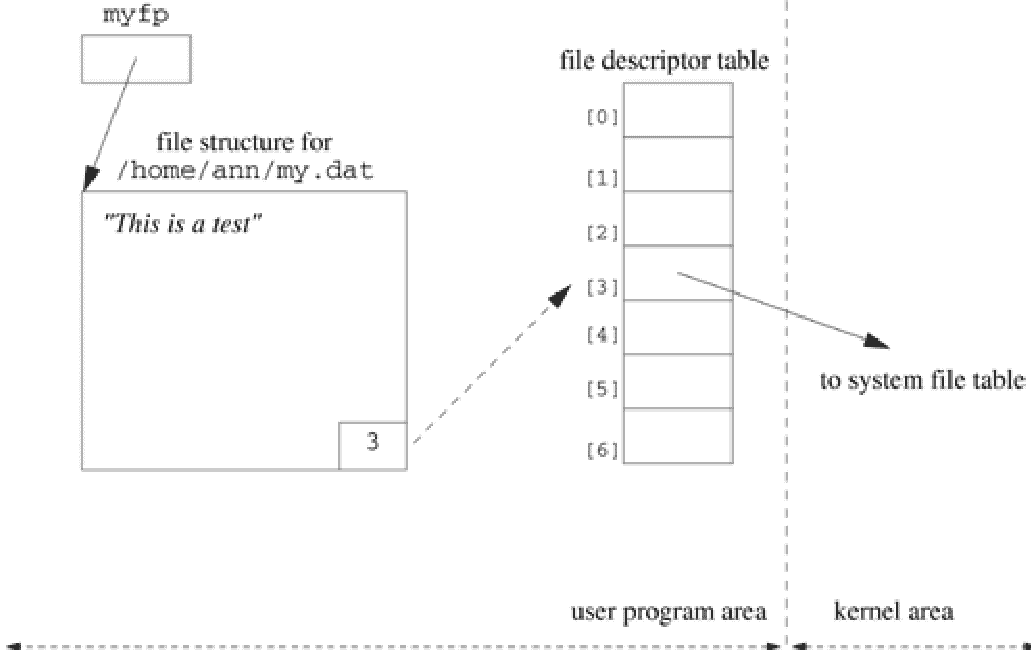 myfp
file structure for
/home/ann/my.dat
"This is a test"
3
file descriptor table
[0]
[1]
[2]
[3]
[4]
[5]
[6]
to system file table
user program area
kernel area